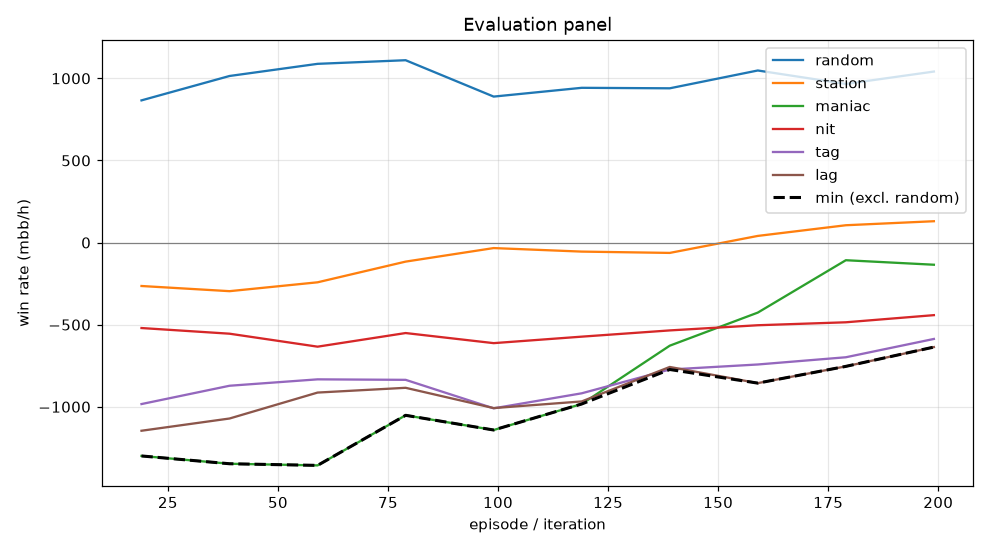 Evaluation panel
win rate (mbb/h)
1000
500
0
−500
−1000
random
station
maniac
nit
tag
lag
min (excl. random)
25
50
75
100
125
150
175
200
episode / iteration